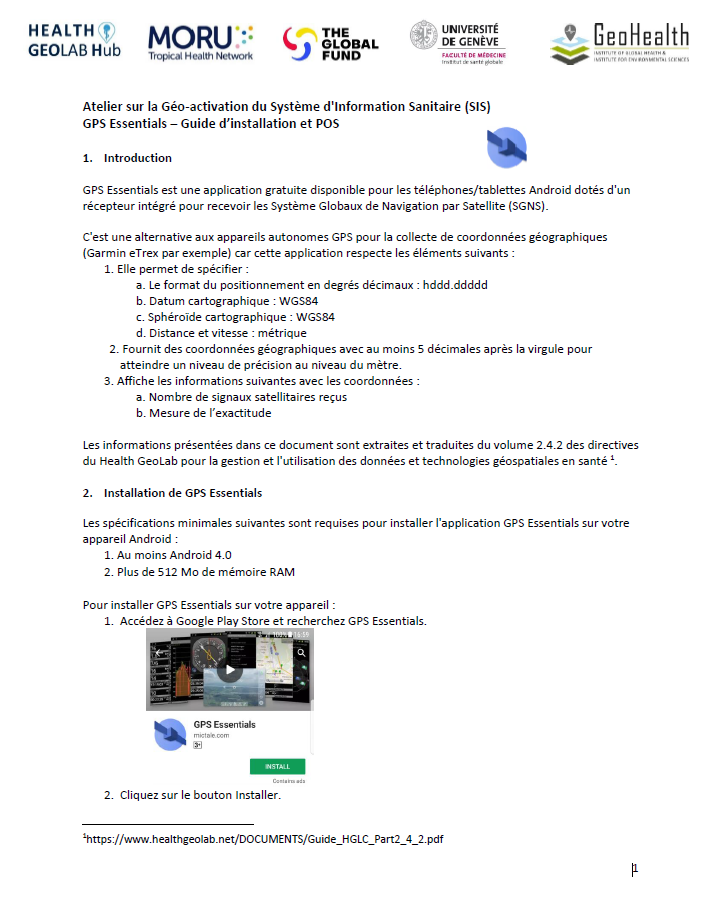 HEALTH
GEOLAB Hub
MORU
Tropical Health Network
THE
GLOBAL
FUND
UNIVERSITÉ
DE GENÈVE
FACULTÉ DE MÉDECINE
Institut de santé globale
GeoHealth
INSTITUTE OF GLOBAL HEALTH &
INSTITUTE FOR ENVIRONMENTAL SCIENCES
Atelier sur la Géo-activation du Système d'Information Sanitaire (SIS)
GPS Essentials – Guide d’installation et POS
1. Introduction
GPS Essentials est une application gratuite disponible pour les téléphones/tablettes Android dotés d'un
récepteur intégré pour recevoir les Système Globaux de Navigation par Satellite (SGNS).
C'est une alternative aux appareils autonomes GPS pour la collecte de coordonnées géographiques
(Garmin eTrex par exemple) car cette application respecte les éléments suivants :
1. Elle permet de spécifier :
a. Le format du positionnement en degrés décimaux : hddd.ddddd
b. Datum cartographique : WGS84
c. Sphéroïde cartographique : WGS84
d. Distance et vitesse : métrique
2. Fournit des coordonnées géographiques avec au moins 5 décimales après la virgule pour
atteindre un niveau de précision au niveau du mètre.
3. Affiche les informations suivantes avec les coordonnées :
a. Nombre de signaux satellitaires reçus
b. Mesure de l’exactitude
Les informations présentées dans ce document sont extraites et traduites du volume 2.4.2 des directives
du Health GeoLab pour la gestion et l'utilisation des données et technologies géospatiales en santé ¹.
2. Installation de GPS Essentials
Les spécifications minimales suivantes sont requises pour installer l'application GPS Essentials sur votre
appareil Android :
1. Au moins Android 4.0
2. Plus de 512 Mo de mémoire RAM
Pour installer GPS Essentials sur votre appareil :
1. Accédez à Google Play Store et recherchez GPS Essentials.
100% 16:59
GPS Essentials
mictale.com
3+
INSTALL
Contains ads
2. Cliquez sur le bouton Installer.
¹https://www.healthgeolab.net/DOCUMENTS/Guide_HGLC_Part2_4_2.pdf
1